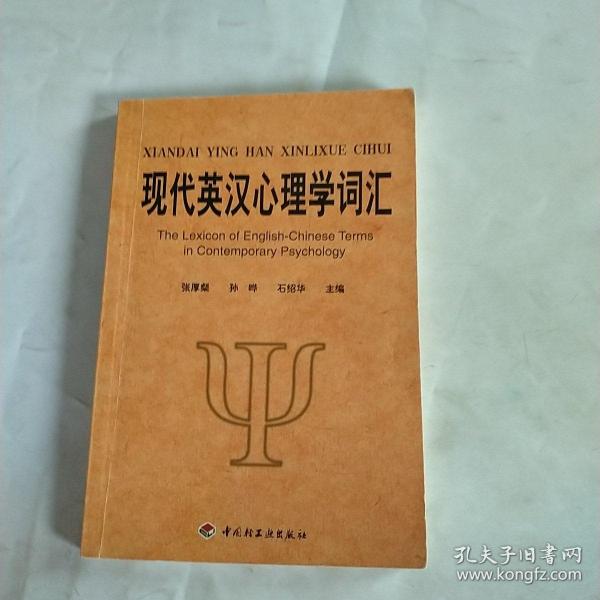 XIANDAI YING HAN XINLIXUE CIHUI
现代英汉心理学词汇
The Lexicon of English-Chinese Terms
in Contemporary Psychology
张厚粲 孙晔 石绍华 主编
Ψ
中国轻工业出版社
孔夫子旧书网
www.kongfz.com